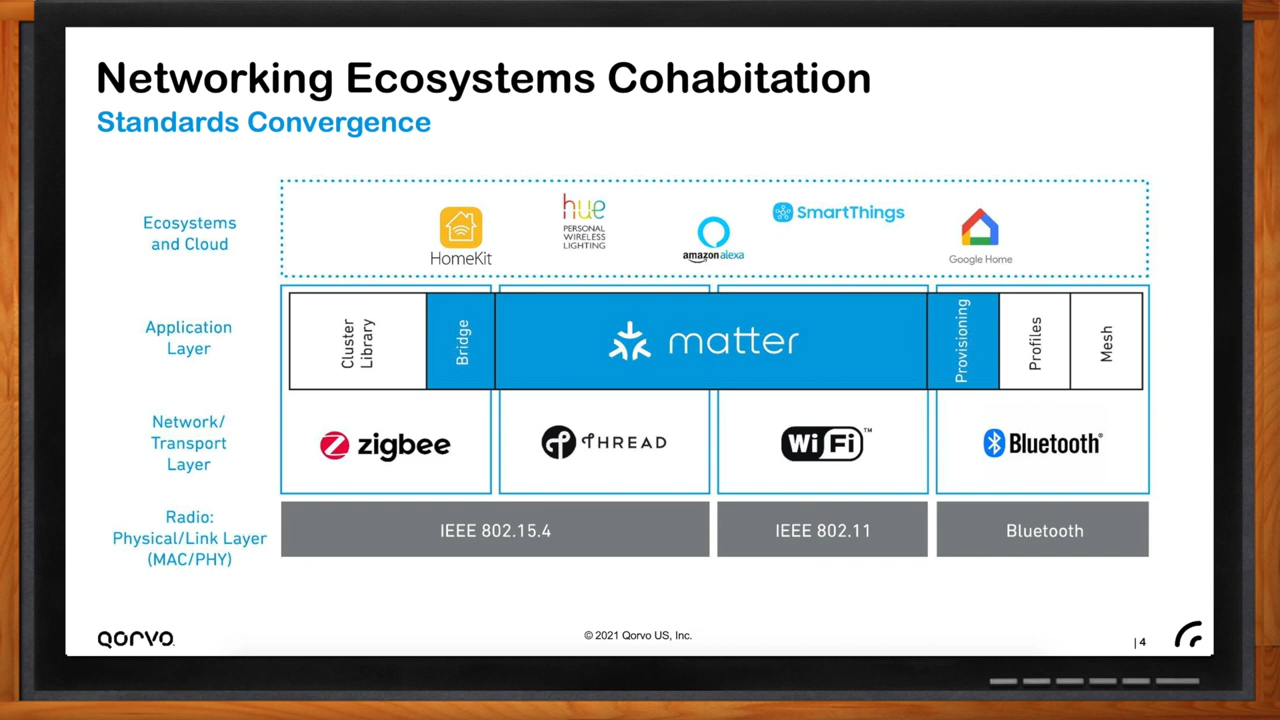 Networking Ecosystems Cohabitation
Standards Convergence
Ecosystems
and Cloud
HomeKit
hue
PERSONAL
WIRELESS
LIGHTING
amazon alexa
SmartThings
Google Home
Application
Layer
Cluster
Library
Bridge
matter
Provisioning
Profiles
Mesh
Network/
Transport
Layer
zigbee
THREAD
Wi Fi™
Bluetooth®
Radio:
Physical/Link Layer
(MAC/PHY)
IEEE 802.15.4
IEEE 802.11
Bluetooth
QORVO
© 2021 Qorvo US, Inc.
| 4